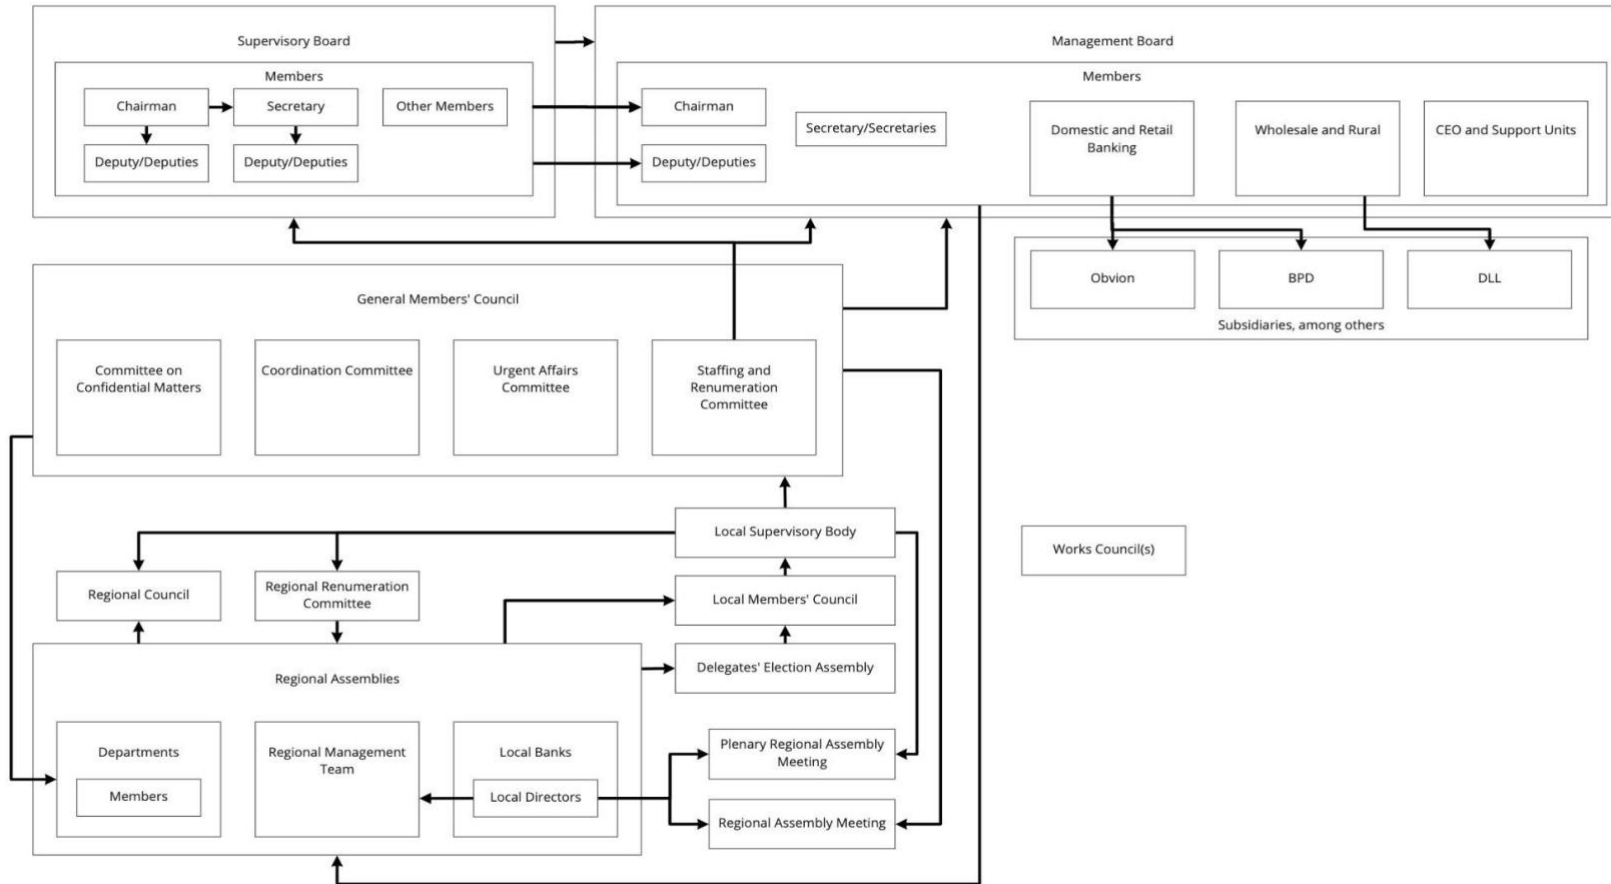 Supervisory Board
Members
Chairman
Secretary
Other Members
Deputy/Deputies
Deputy/Deputies
Management Board
Members
Chairman
Deputy/Deputies
Secretary/Secretaries
Domestic and Retail
Banking
Wholesale and Rural
CEO and Support Units
Obvion
BPD
DLL
Subsidiaries, among others
General Members' Council
Committee on
Confidential Matters
Coordination Committee
Urgent Affairs
Committee
Staffing and
Renumeration
Committee
Local Supervisory Body
Works Council(s)
Regional Council
Regional Renumeration
Committee
Local Members' Council
Delegates' Election Assembly
Regional Assemblies
Departments
Members
Regional Management
Team
Local Banks
Local Directors
Plenary Regional Assembly
Meeting
Regional Assembly Meeting